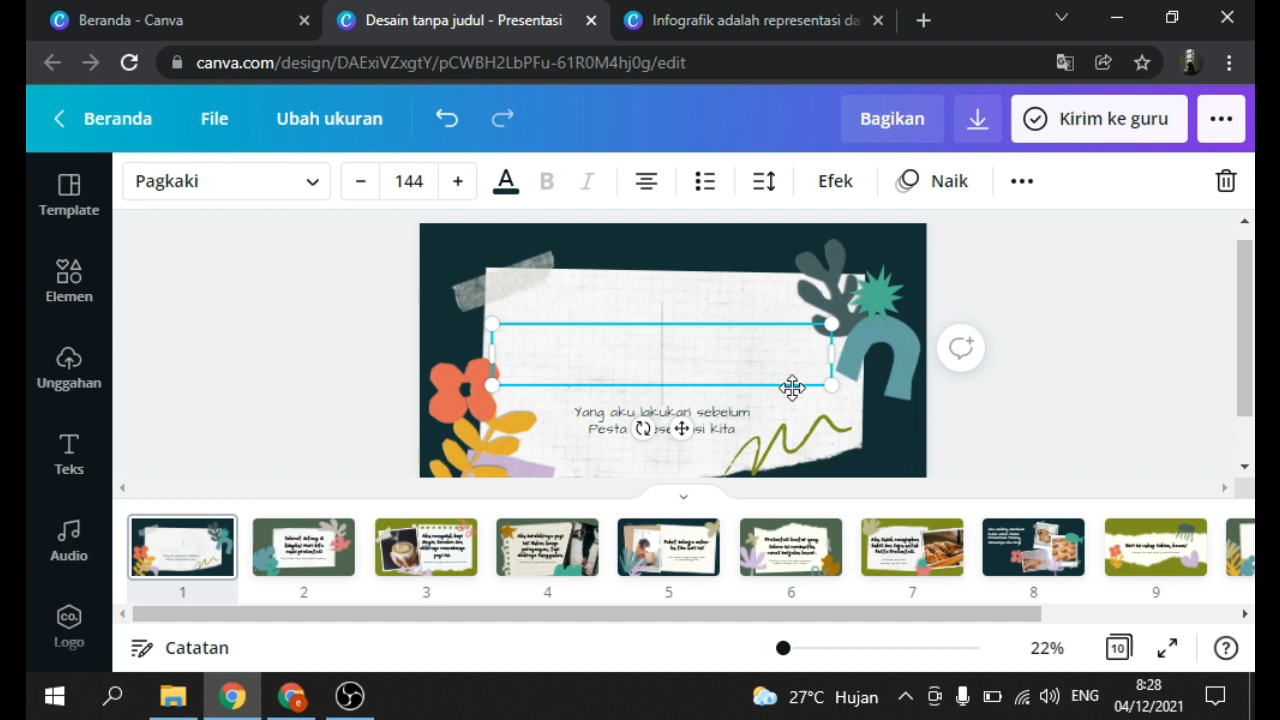 Beranda - Canva
Desain tanpa judul - Presentasi
Infografik adalah representasi da
canva.com/design/DAExiVZxgtY/pCWBH2LbPFu-61R0M4hj0g/edit
Beranda File Ubah ukuran Bagikan Kirim ke guru
Pagkaki 144 A B I Efek Naik
Template
Elemen
Unggahan
Teks
Audio
CO.
Logo
Yang aku lakukan sebelum
Pesta kita
1 2 3 4 5 6 7 8 9
Catatan 22% 10
27°C Hujan ENG 8:28
04/12/2021